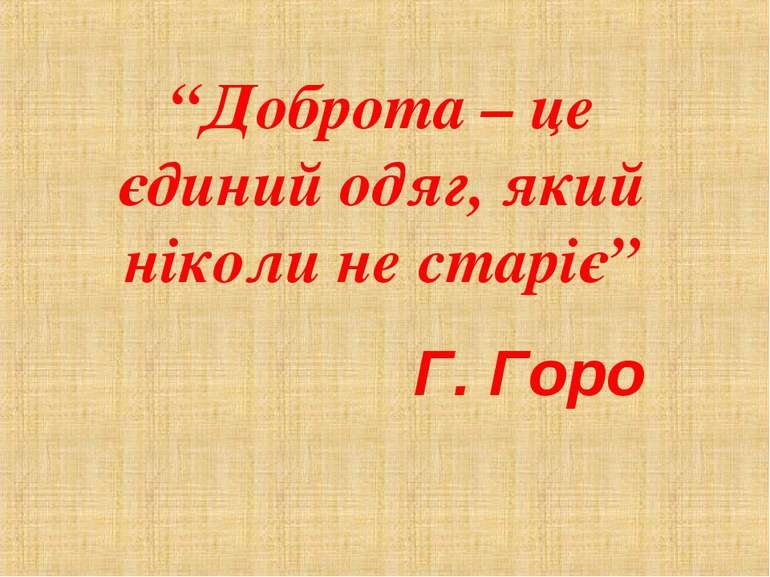 “Доброта – це
єдиний одяг, який
ніколи не старіє”
Г. Горо